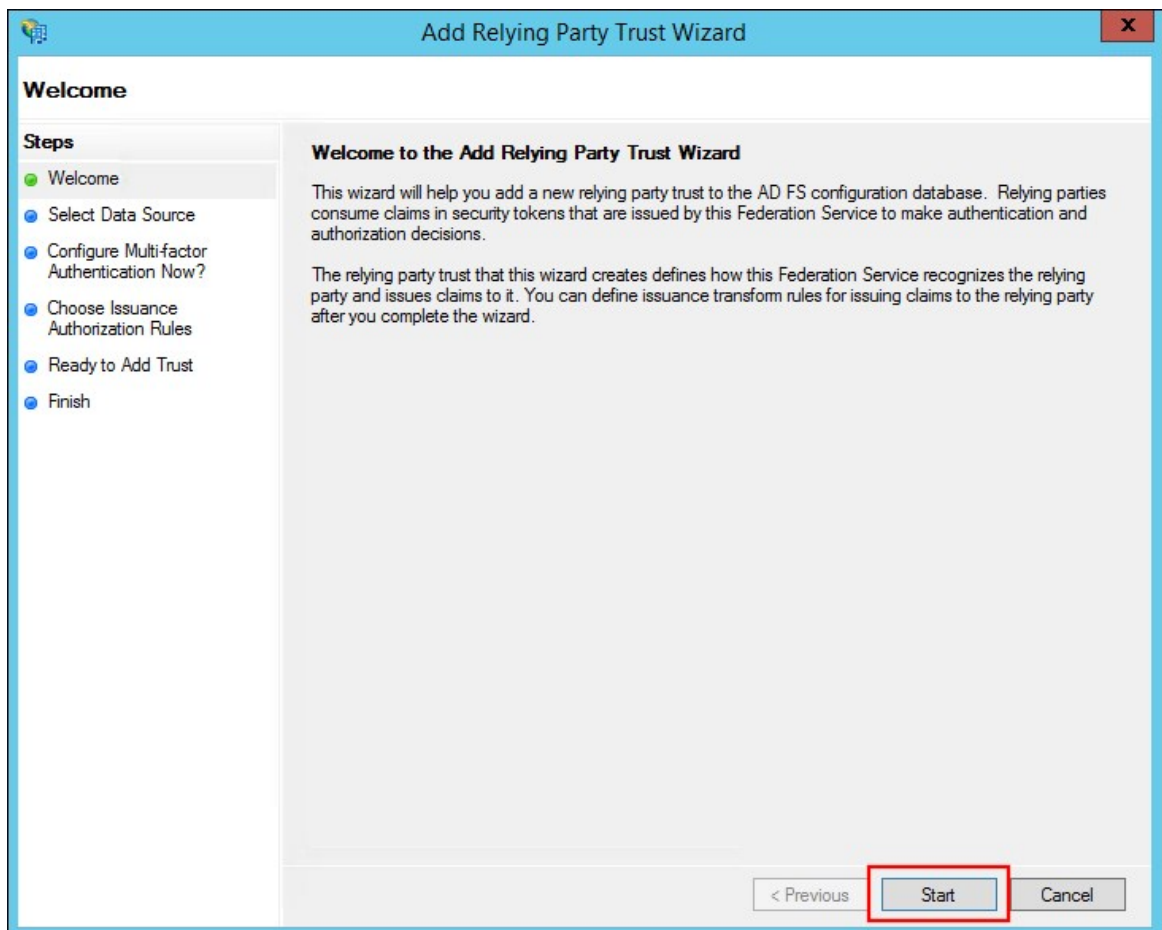 Add Relying Party Trust Wizard
x
Welcome
Steps
Welcome
Select Data Source
Configure Multi-factor
Authentication Now?
Choose Issuance
Authorization Rules
Ready to Add Trust
Finish
Welcome to the Add Relying Party Trust Wizard
This wizard will help you add a new relying party trust to the AD FS configuration database. Relying parties
consume claims in security tokens that are issued by this Federation Service to make authentication and
authorization decisions.
The relying party trust that this wizard creates defines how this Federation Service recognizes the relying
party and issues claims to it. You can define issuance transform rules for issuing claims to the relying party
after you complete the wizard.
< Previous
Start
Cancel